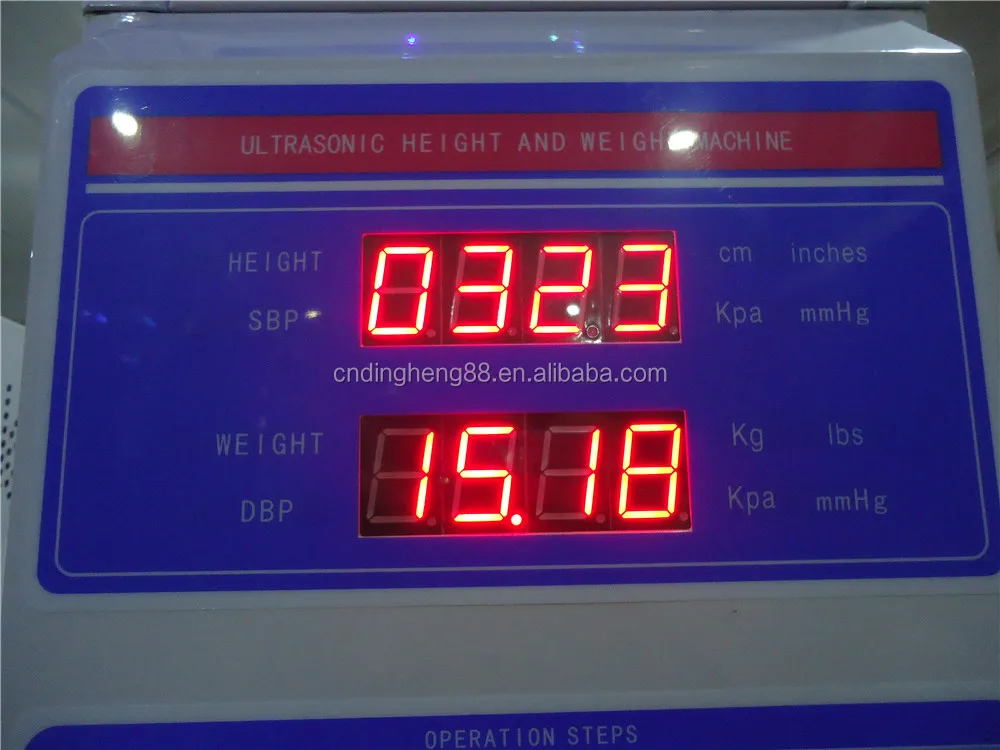 ULTRASONIC HEIGHT AND WEIGHT MACHINE
HEIGHT 0323 cm inches
SBP Kpa mmHg
cndingheng88.en.alibaba.com
WEIGHT 15.18 Kg lbs
DBP Kpa mmHg
OPERATION STEPS